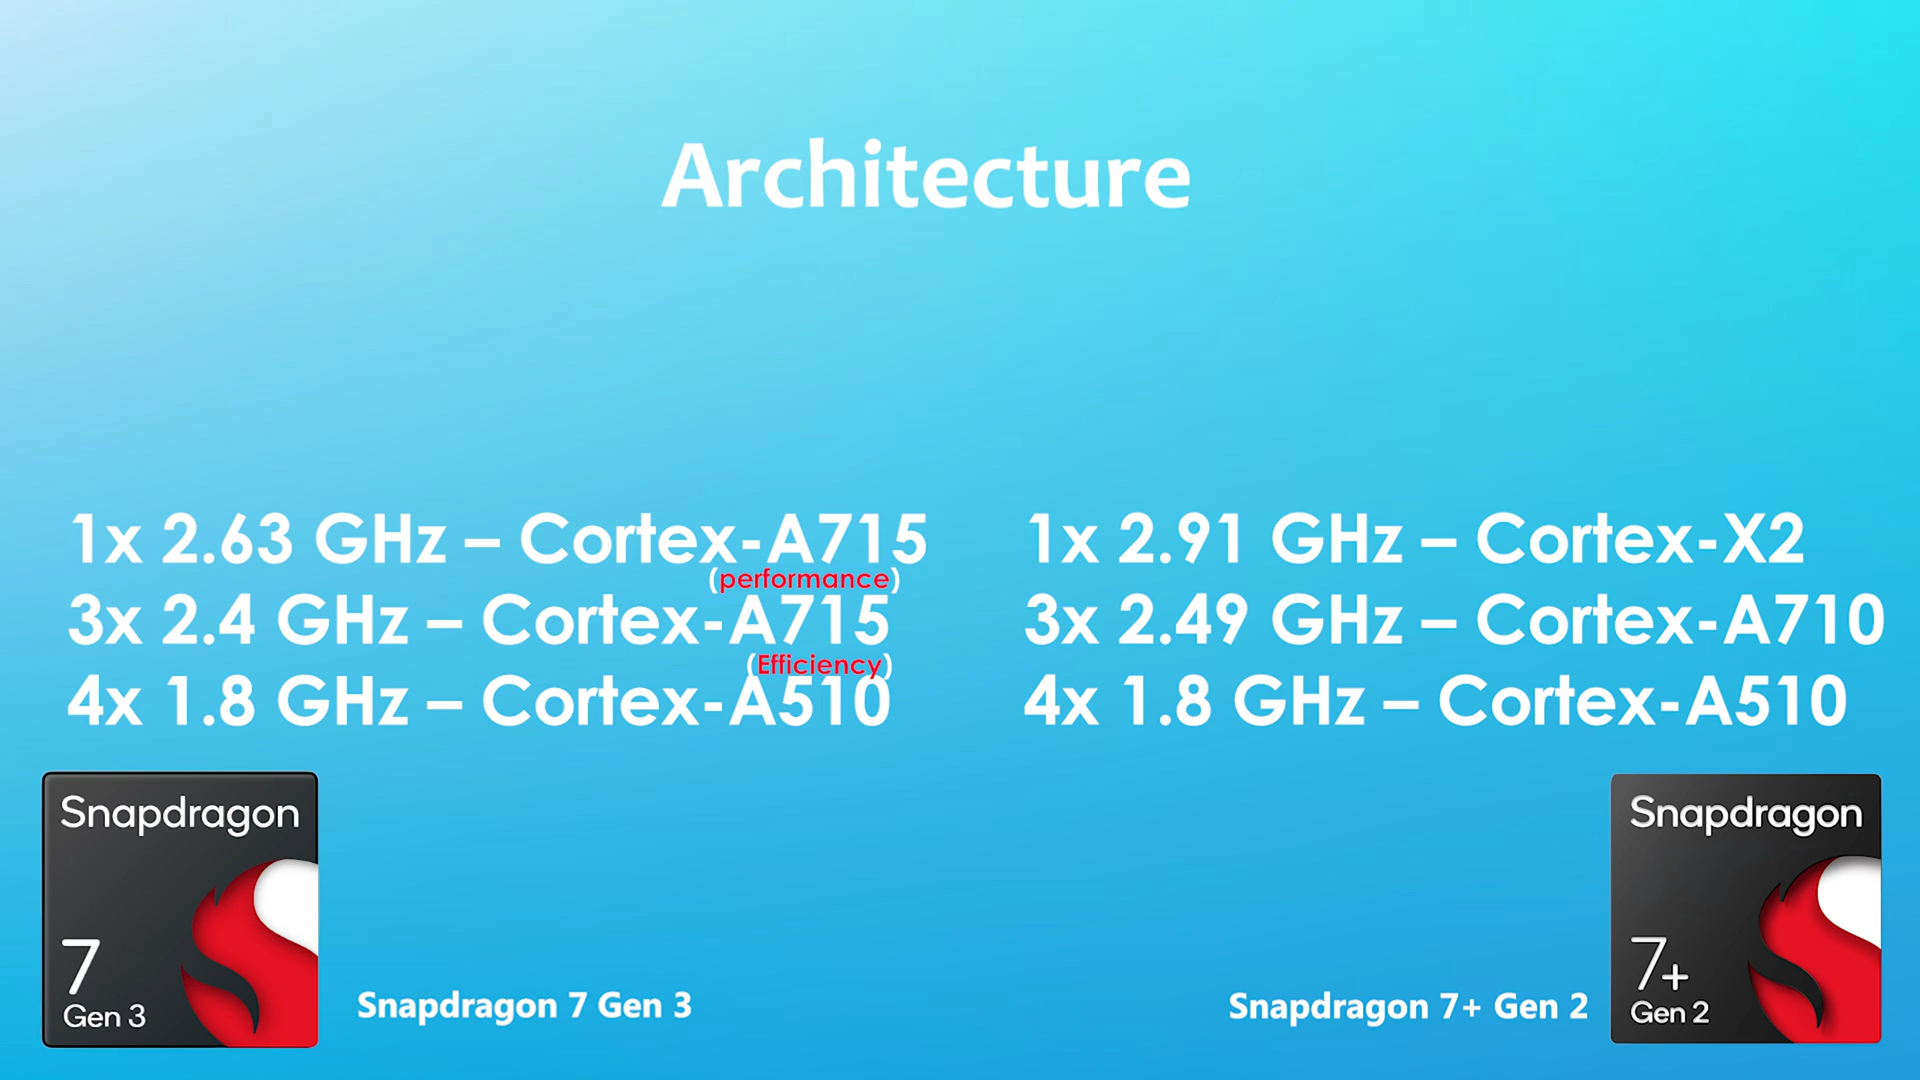 Architecture
1x 2.63 GHz – Cortex-A715
(performance)
3x 2.4 GHz – Cortex-A715
(Efficiency)
4x 1.8 GHz – Cortex-A510
1x 2.91 GHz – Cortex-X2
3x 2.49 GHz – Cortex-A710
4x 1.8 GHz – Cortex-A510
Snapdragon
7
Gen 3
Snapdragon 7 Gen 3
Snapdragon 7+ Gen 2
Snapdragon
7+
Gen 2